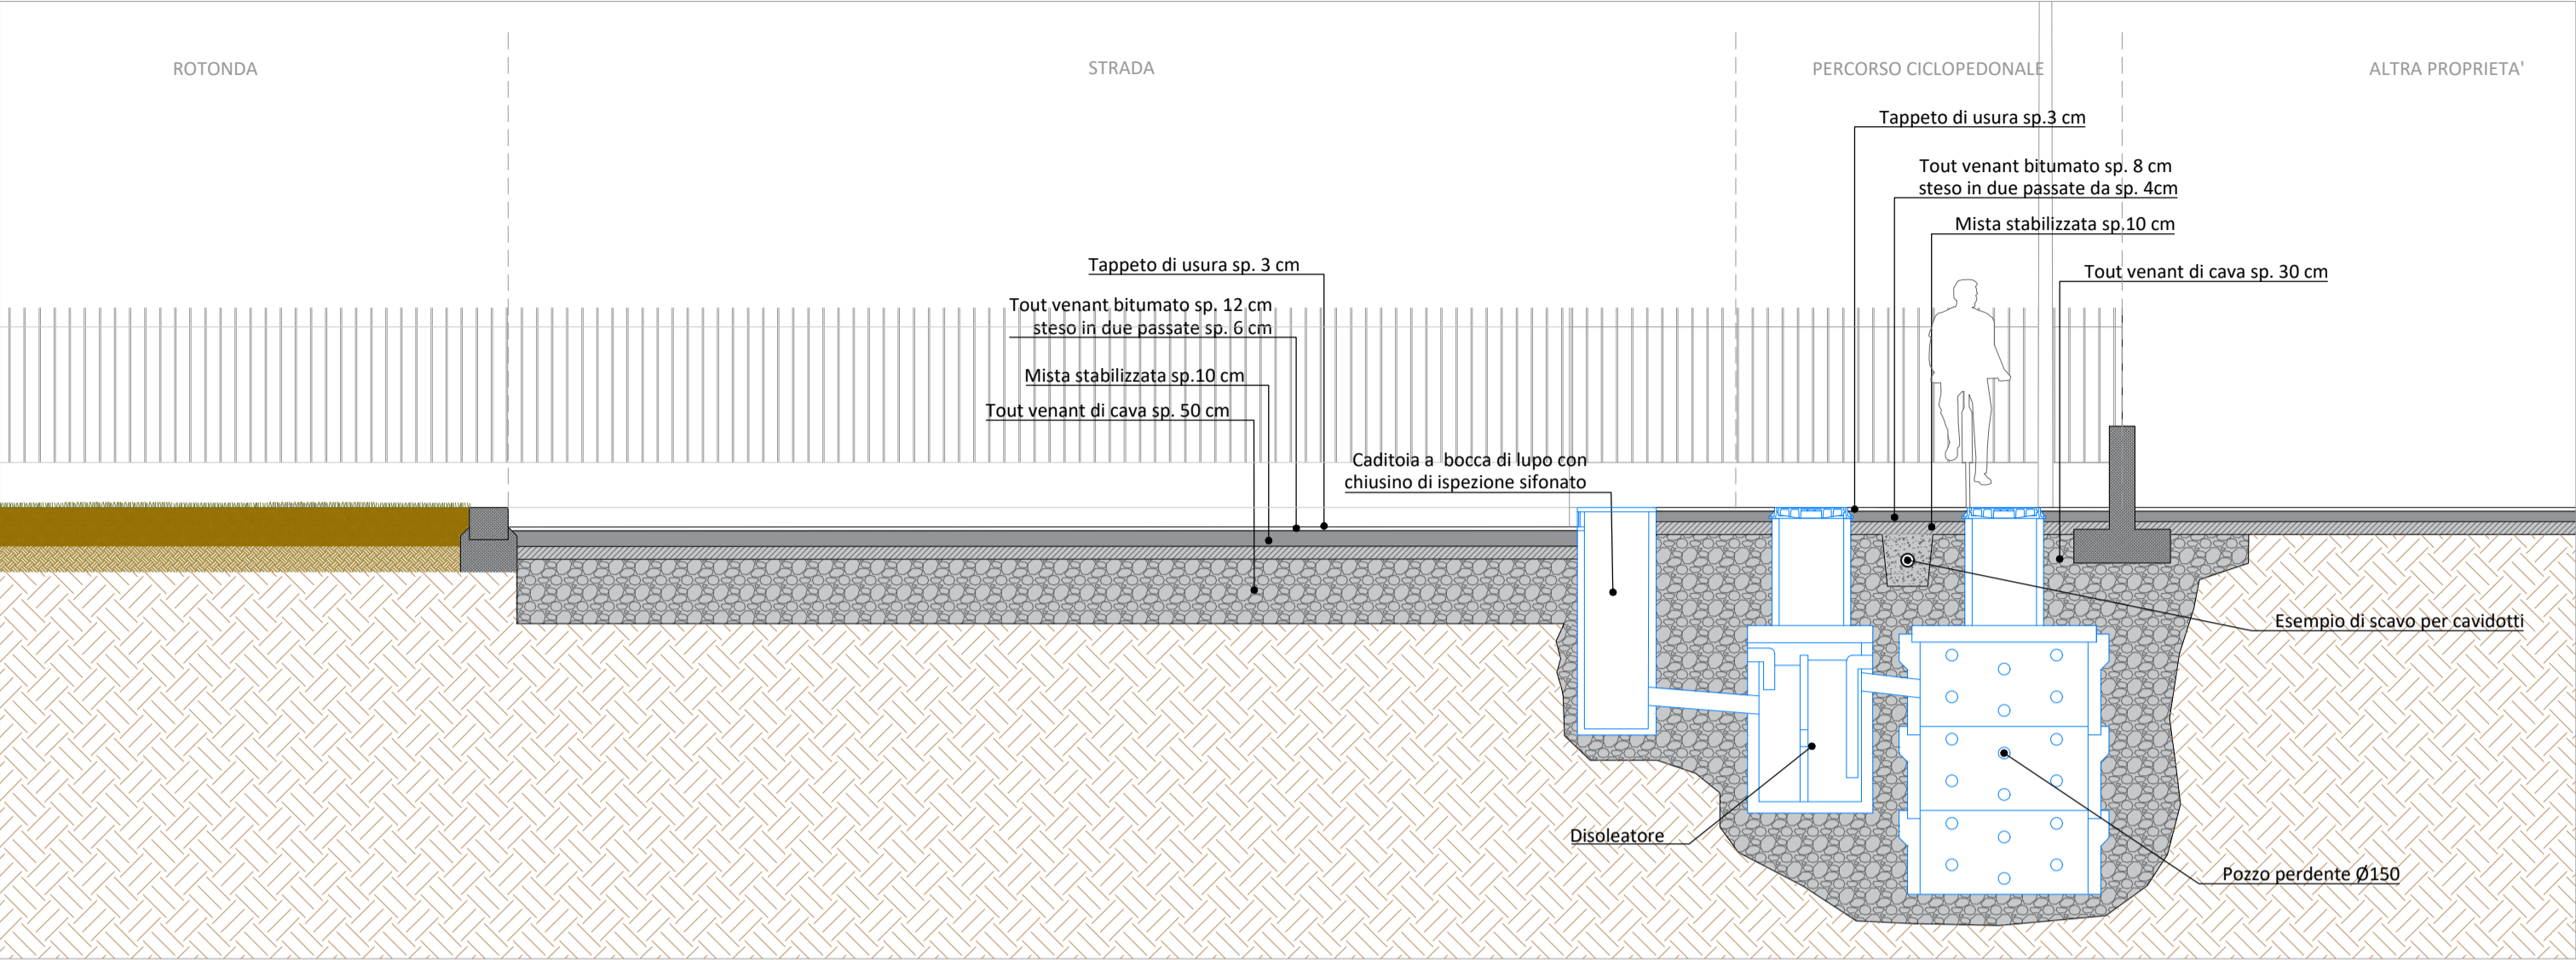 ROTONDA
STRADA
PERCORSO CICLOPEDONALE
ALTRA PROPRIETA'
Tappeto di usura sp.3 cm
Tout venant bitumato sp. 8 cm
steso in due passate da sp. 4cm
Mista stabilizzata sp.10 cm
Tout venant di cava sp. 30 cm
Tappeto di usura sp. 3 cm
Tout venant bitumato sp. 12 cm
steso in due passate sp. 6 cm
Mista stabilizzata sp.10 cm
Tout venant di cava sp. 50 cm
Caditoia a bocca di lupo con
chiusino di ispezione sifonato
Esempio di scavo per cavidotti
Disoleatore
Pozzo perdente Ø150